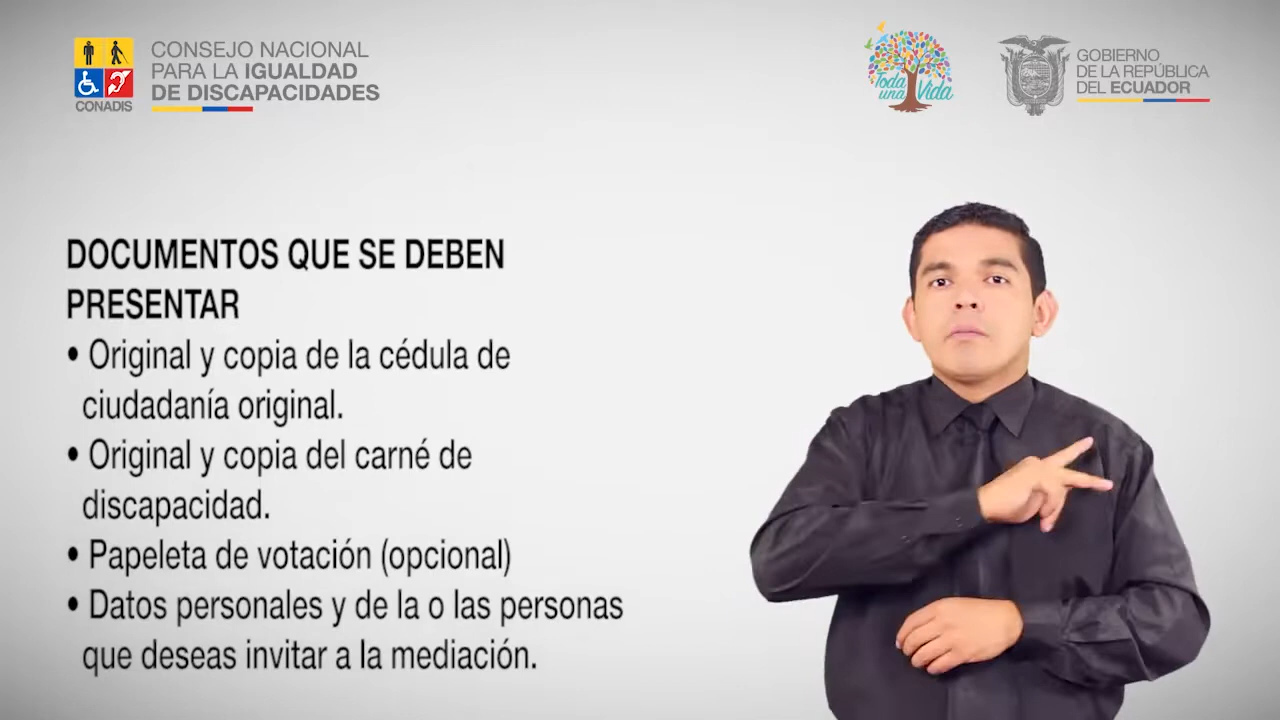 CONSEJO NACIONAL
PARA LA IGUALDAD
DE DISCAPACIDADES
CONADIS
Toda
una Vida
GOBIERNO
DE LA REPÚBLICA
DEL ECUADOR
DOCUMENTOS QUE SE DEBEN
PRESENTAR
• Original y copia de la cédula de
ciudadanía original.
• Original y copia del carné de
discapacidad.
• Papeleta de votación (opcional)
• Datos personales y de la o las personas
que deseas invitar a la mediación.